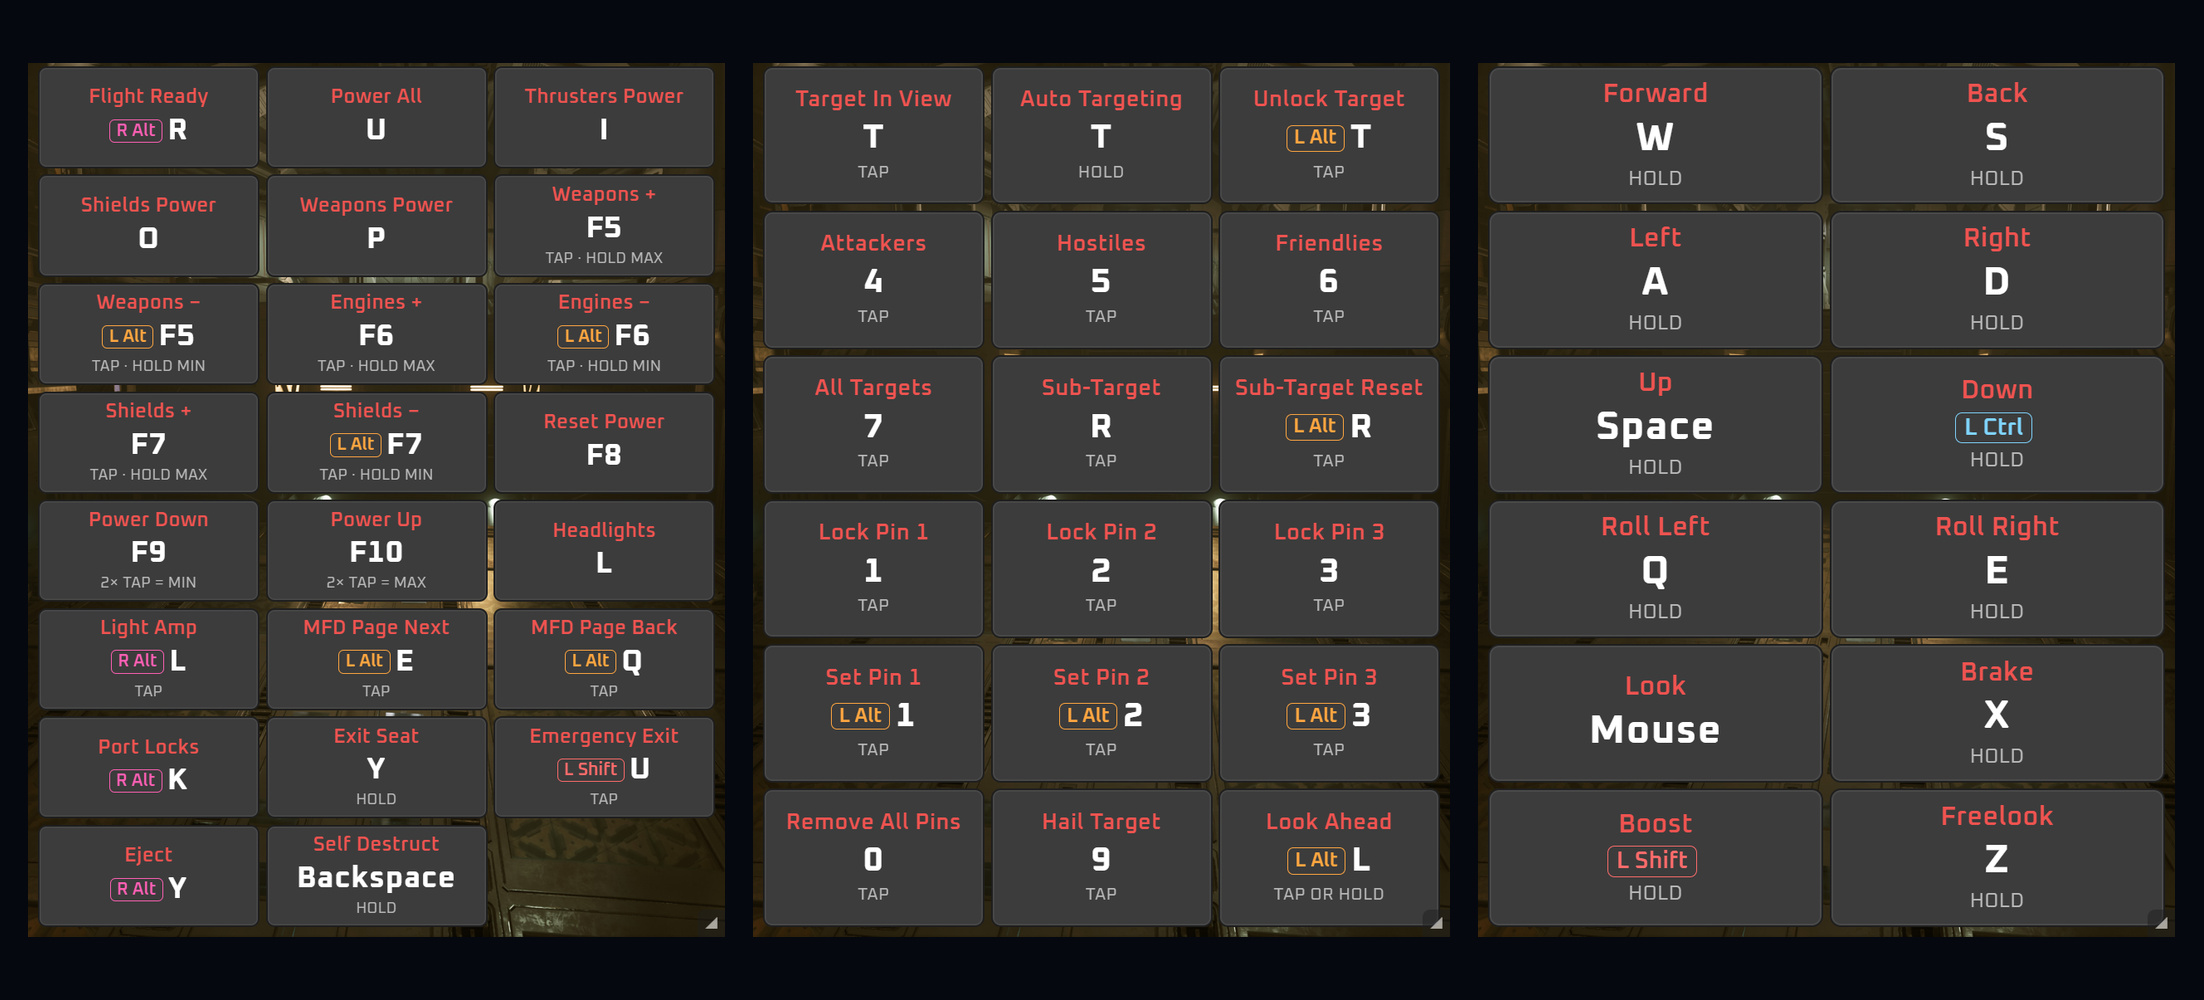 Flight Ready
R Alt R
Power All
U
Thrusters Power
I
Shields Power
O
Weapons Power
P
Weapons +
F5
TAP · HOLD MAX
Weapons −
L Alt F5
TAP · HOLD MIN
Engines +
F6
TAP · HOLD MAX
Engines −
L Alt F6
TAP · HOLD MIN
Shields +
F7
TAP · HOLD MAX
Shields −
L Alt F7
TAP · HOLD MIN
Reset Power
F8
Power Down
F9
2× TAP = MIN
Power Up
F10
2× TAP = MAX
Headlights
L
Light Amp
R Alt L
TAP
MFD Page Next
L Alt E
TAP
MFD Page Back
L Alt Q
TAP
Port Locks
R Alt K
Exit Seat
Y
HOLD
Emergency Exit
L Shift U
TAP
Eject
R Alt Y
Self Destruct
Backspace
HOLD
Target In View
T
TAP
Auto Targeting
T
HOLD
Unlock Target
L Alt T
TAP
Attackers
4
TAP
Hostiles
5
TAP
Friendlies
6
TAP
All Targets
7
TAP
Sub-Target
R
TAP
Sub-Target Reset
L Alt R
TAP
Lock Pin 1
1
TAP
Lock Pin 2
2
TAP
Lock Pin 3
3
TAP
Set Pin 1
L Alt 1
TAP
Set Pin 2
L Alt 2
TAP
Set Pin 3
L Alt 3
TAP
Remove All Pins
0
TAP
Hail Target
9
TAP
Look Ahead
L Alt L
TAP OR HOLD
Forward
W
HOLD
Back
S
HOLD
Left
A
HOLD
Right
D
HOLD
Up
Space
HOLD
Down
L Ctrl
HOLD
Roll Left
Q
HOLD
Roll Right
E
HOLD
Look
Mouse
Brake
X
HOLD
Boost
L Shift
HOLD
Freelook
Z
HOLD